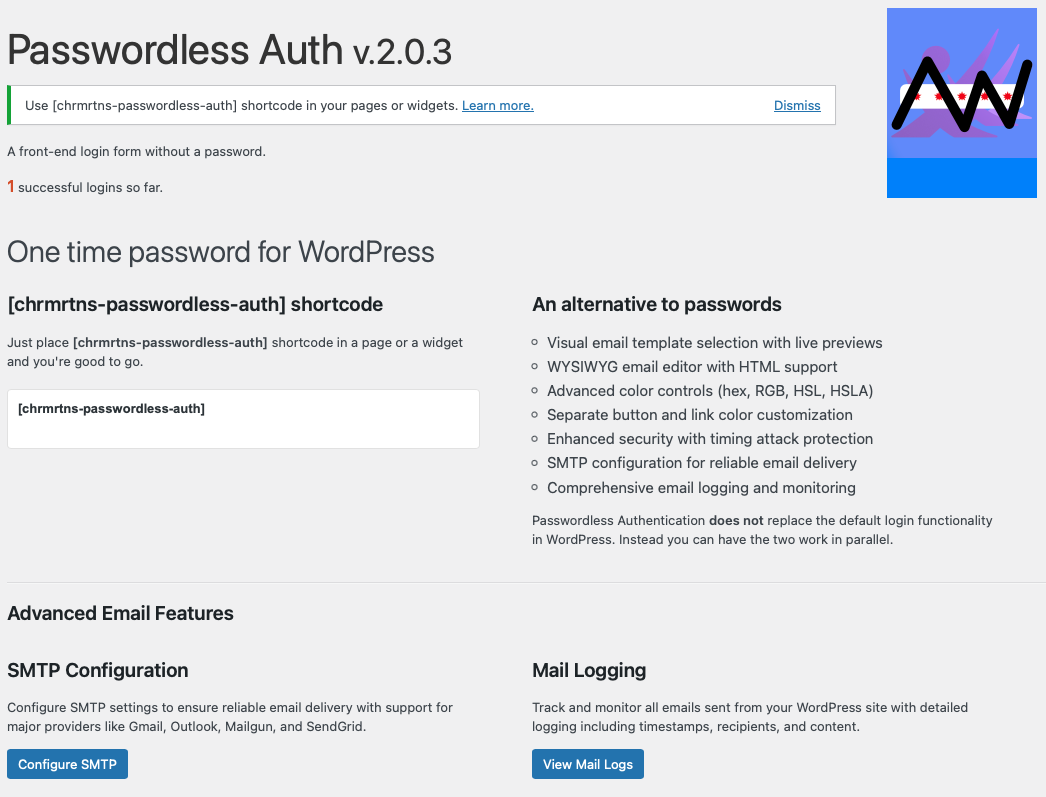 Passwordless Auth v.2.0.3
Use [chrmrtns-passwordless-auth] shortcode in your pages or widgets. Learn more.
Dismiss
A front-end login form without a password.
1 successful logins so far.
One time password for WordPress
[chrmrtns-passwordless-auth] shortcode
Just place [chrmrtns-passwordless-auth] shortcode in a page or a widget
and you're good to go.
[chrmrtns-passwordless-auth]
An alternative to passwords
Visual email template selection with live previews
WYSIWYG email editor with HTML support
Advanced color controls (hex, RGB, HSL, HSLA)
Separate button and link color customization
Enhanced security with timing attack protection
SMTP configuration for reliable email delivery
Comprehensive email logging and monitoring
Passwordless Authentication does not replace the default login functionality
in WordPress. Instead you can have the two work in parallel.
Advanced Email Features
SMTP Configuration
Configure SMTP settings to ensure reliable email delivery with support for
major providers like Gmail, Outlook, Mailgun, and SendGrid.
Configure SMTP
Mail Logging
Track and monitor all emails sent from your WordPress site with detailed
logging including timestamps, recipients, and content.
View Mail Logs